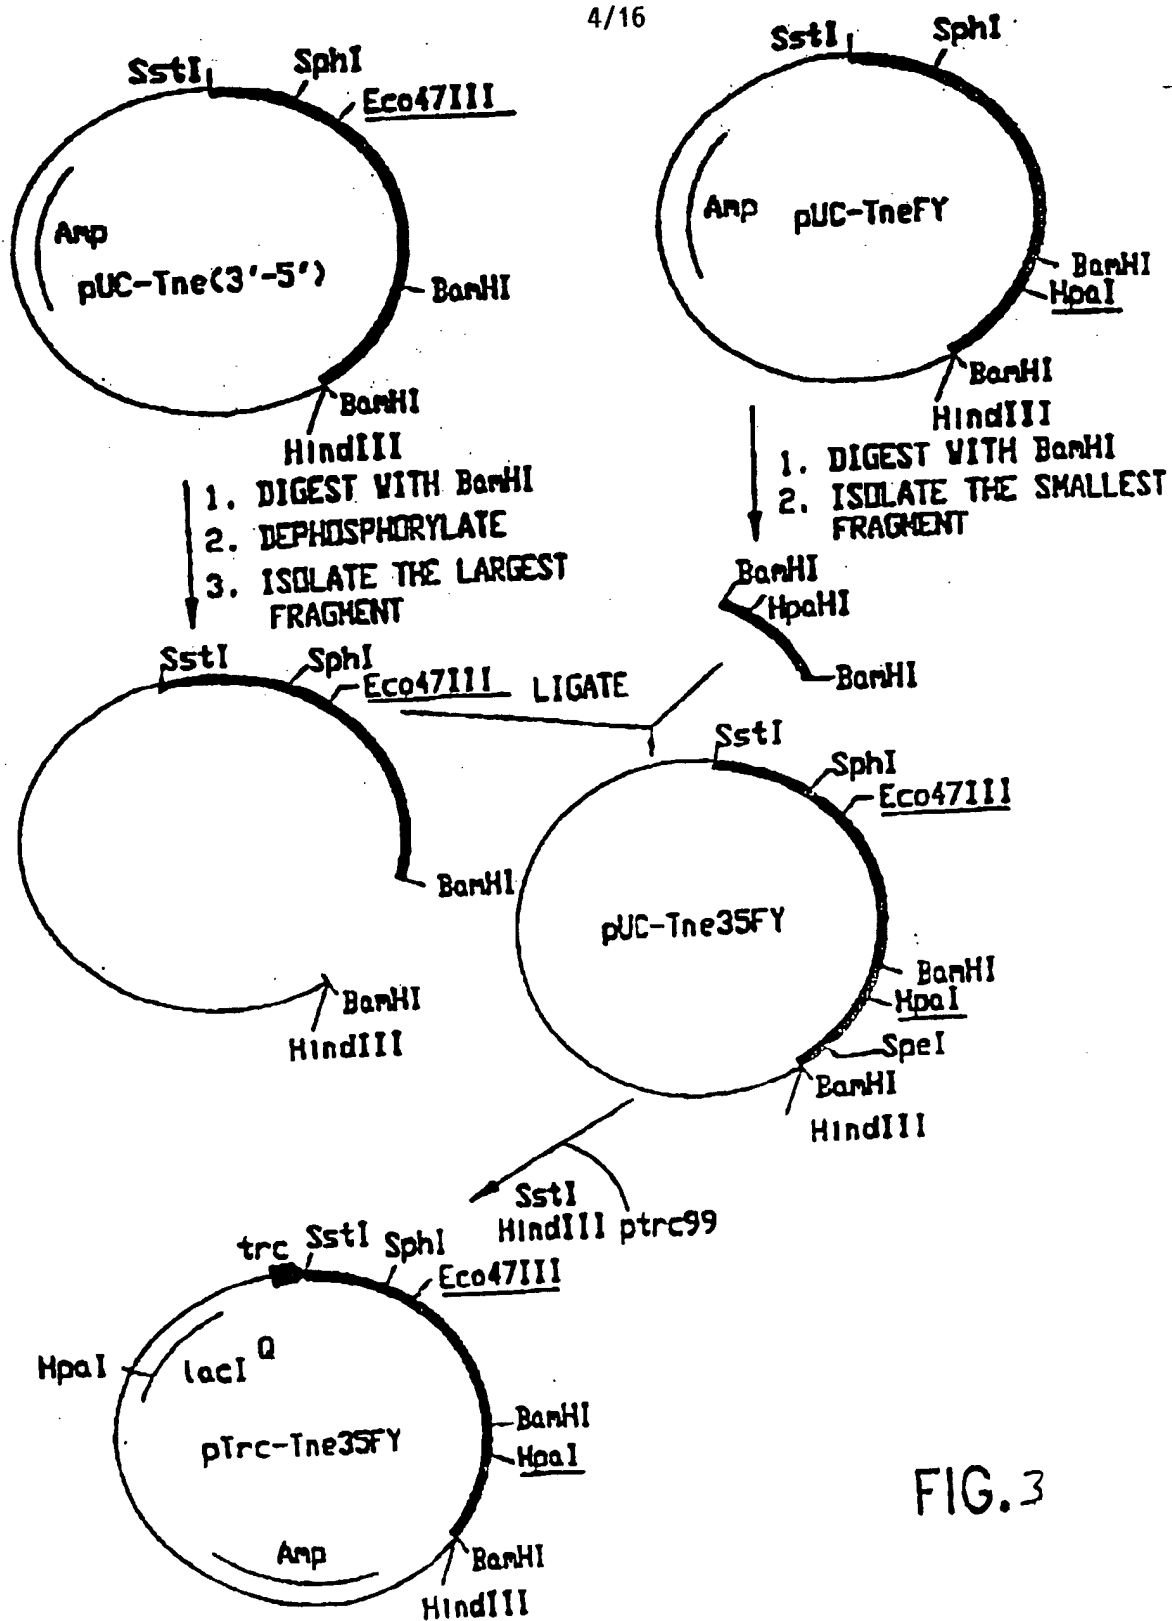 4/16
SstI
SphI
Eco47III
Amp
pUC-Tne(3'-5')
BamHI
BamHI
HindIII
SstI
SphI
Amp
pUC-TneFY
BamHI
HpaI
BamHI
HindIII
1. DIGEST WITH BamHI
2. DEPHOSPHORYLATE
3. ISOLATE THE LARGEST
FRAGMENT
1. DIGEST WITH BamHI
2. ISOLATE THE SMALLEST
FRAGMENT
BamHI
HpaHI
BamHI
SstI
SphI
Eco47III
LIGATE
BamHI
BamHI
HindIII
SstI
SphI
Eco47III
pUC-Tne35FY
BamHI
HpaI
SpeI
BamHI
HindIII
SstI
HindIII ptrc99
trc
SstI
SphI
Eco47III
HpaI
lacI Q
pTrc-Tne35FY
BamHI
HpaI
Amp
BamHI
HindIII
FIG.3